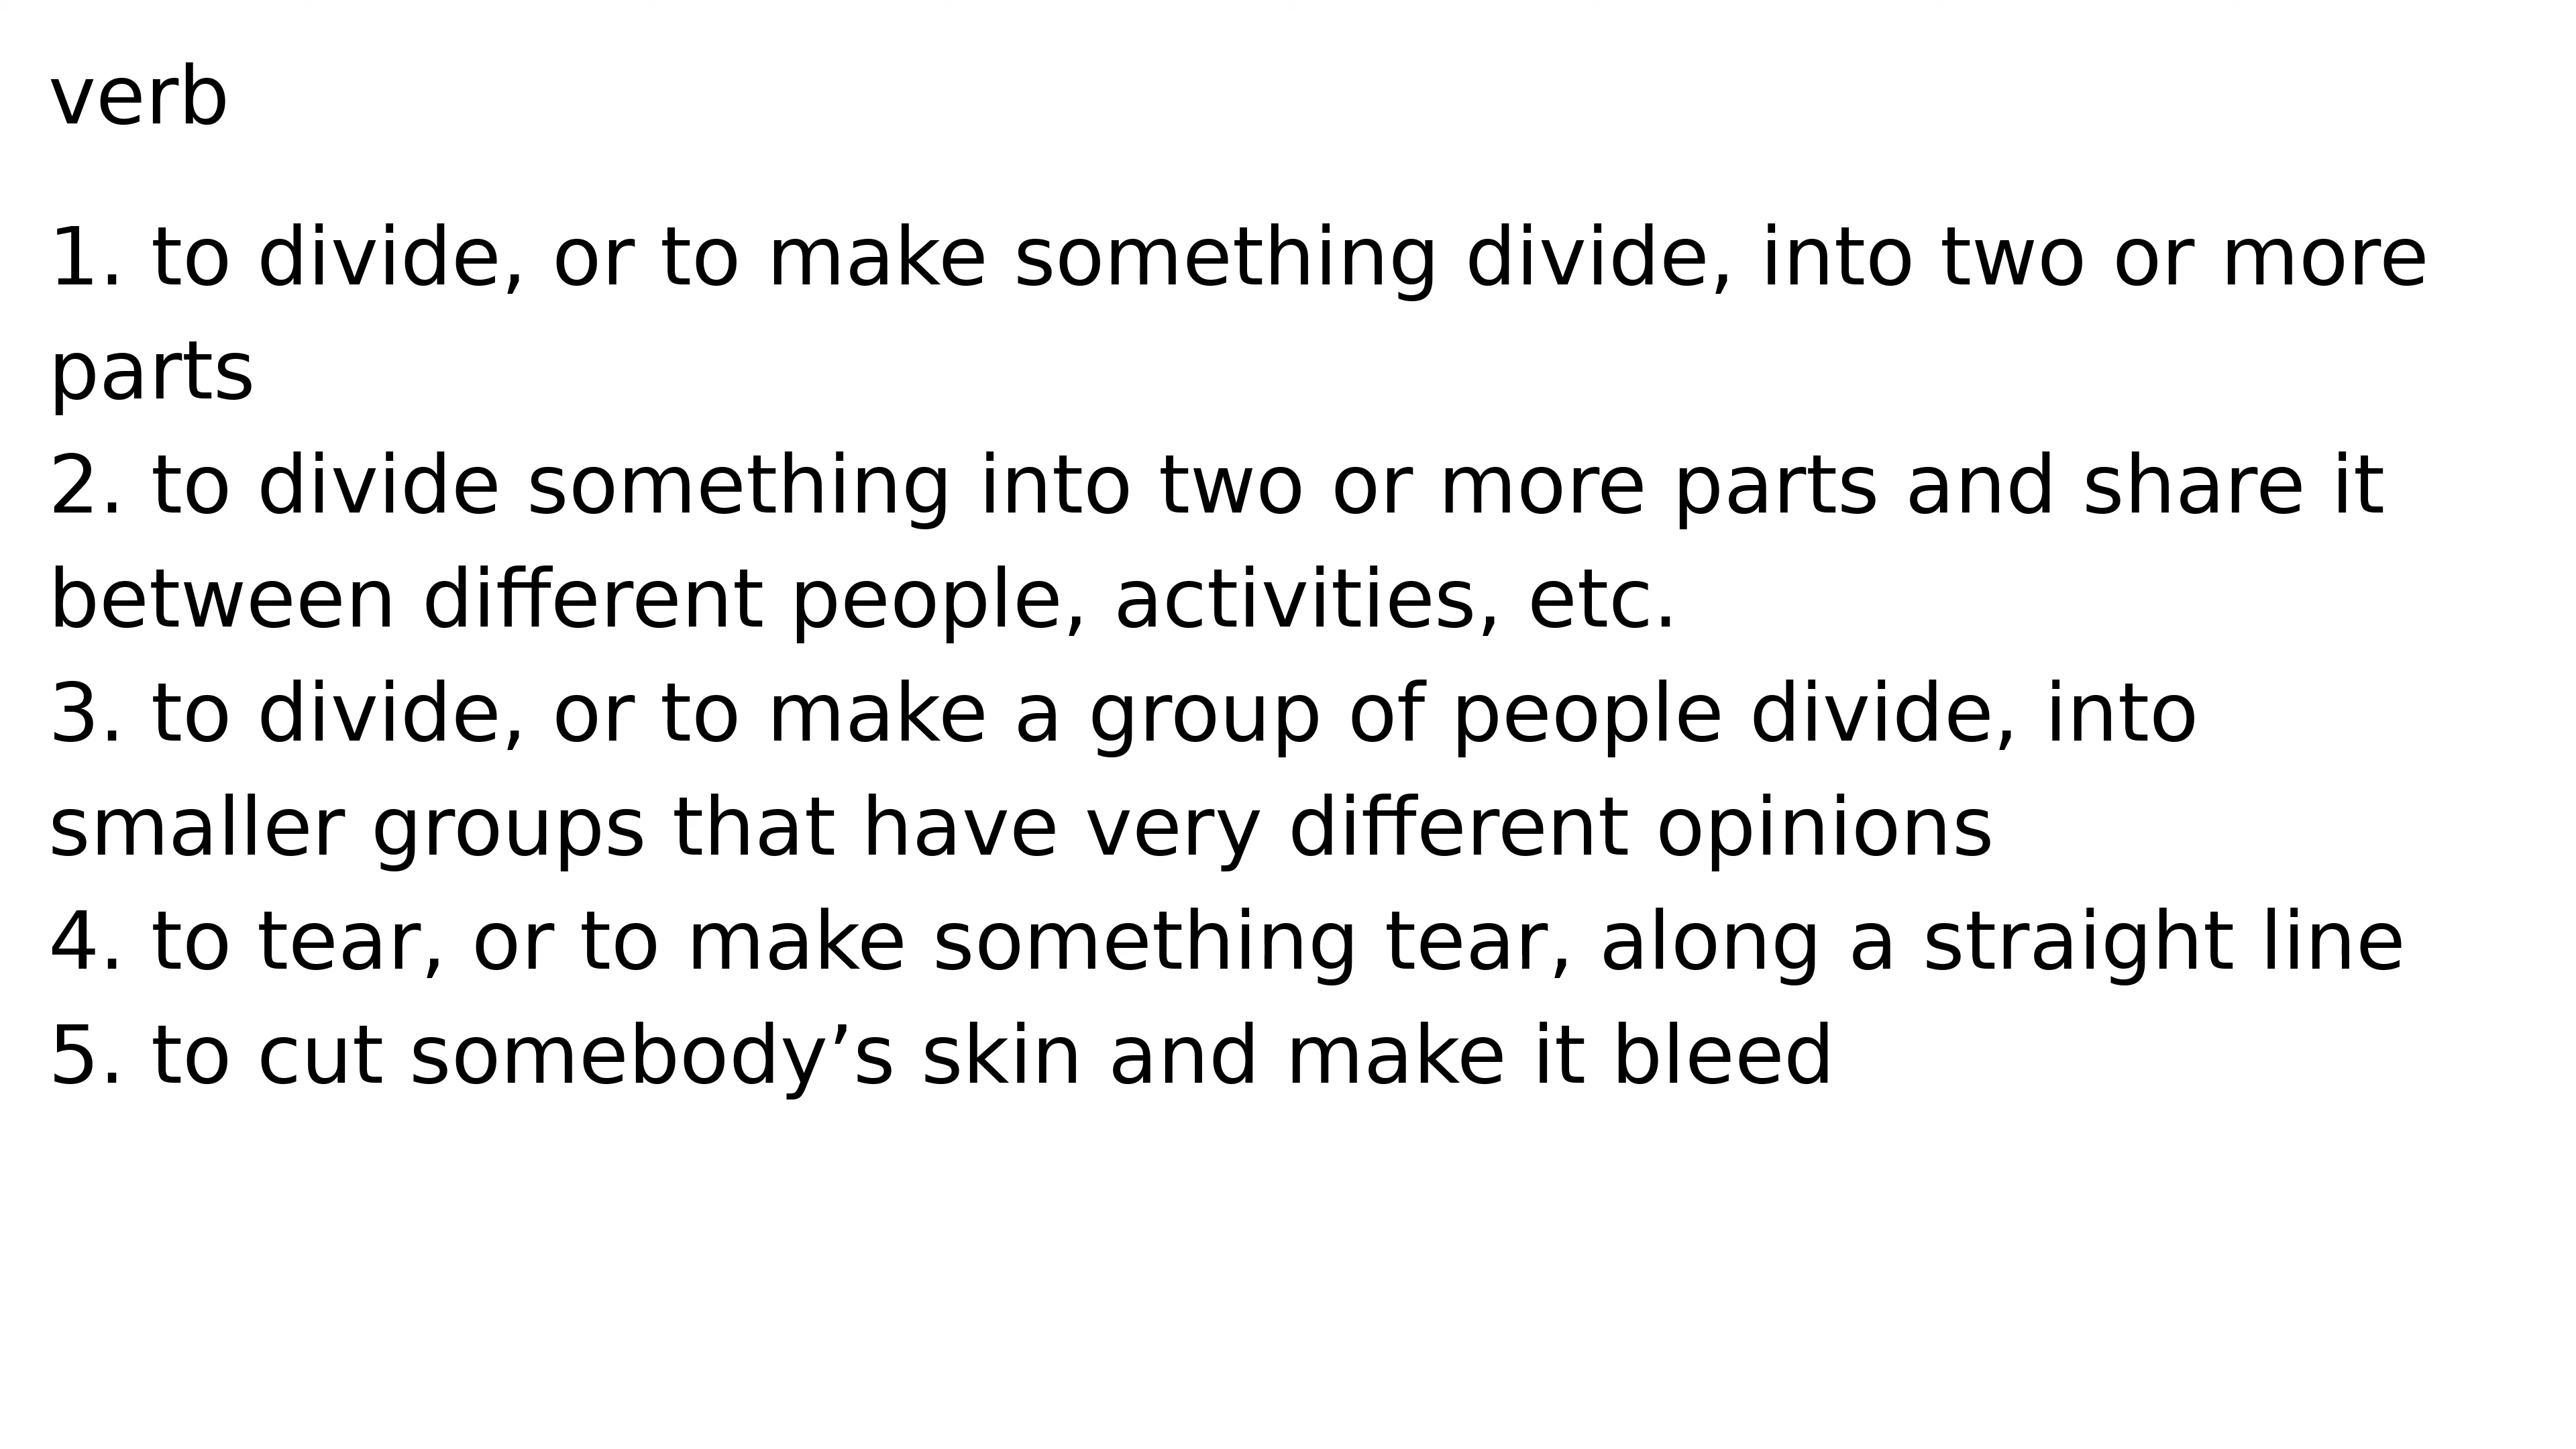 verb
1. to divide, or to make something divide, into two or more
parts
2. to divide something into two or more parts and share it
between different people, activities, etc.
3. to divide, or to make a group of people divide, into
smaller groups that have very different opinions
4. to tear, or to make something tear, along a straight line
5. to cut somebody’s skin and make it bleed